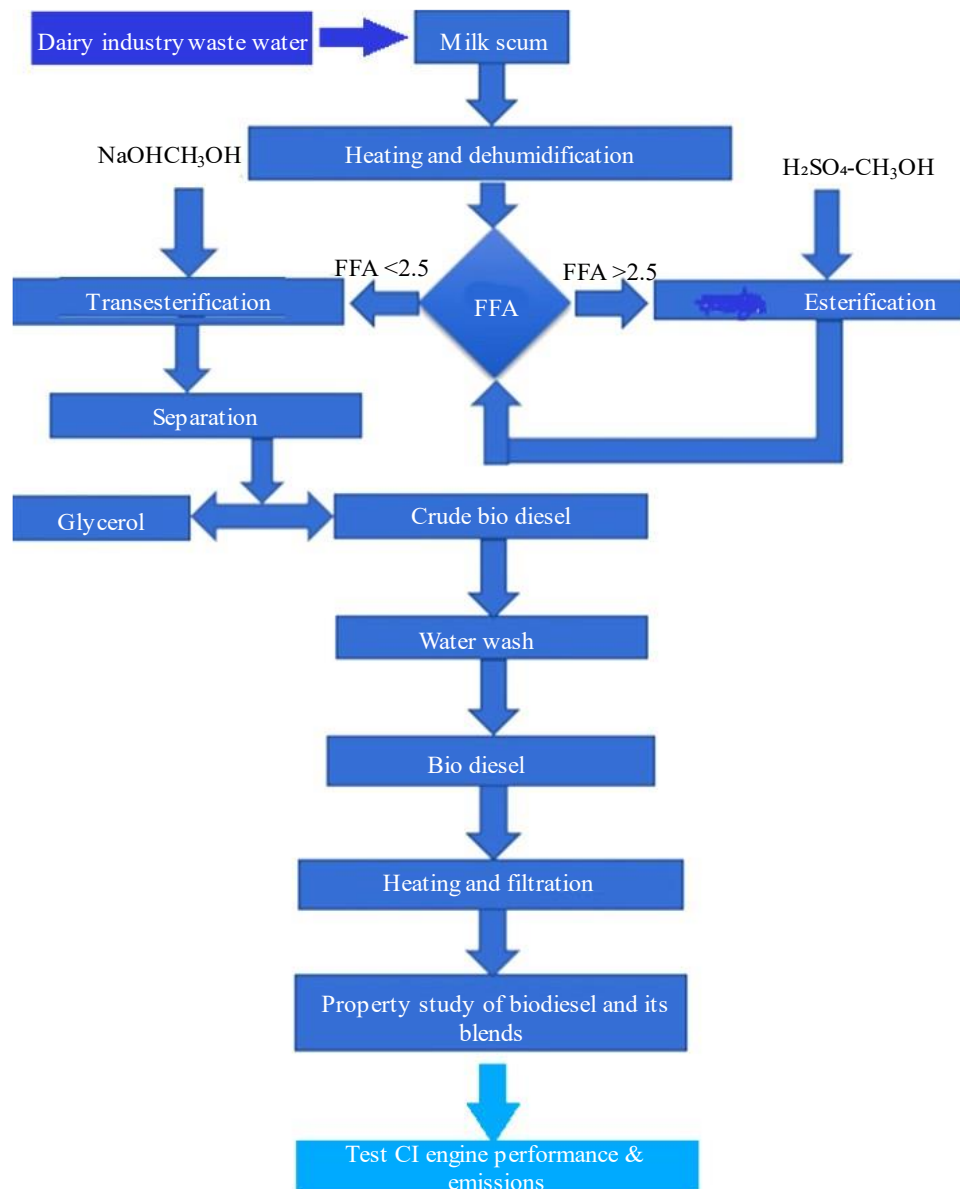 Dairy industry waste water
Milk scum
Heating and dehumidification
NaOHCH₃OH
H₂SO₄-CH₃OH
FFA <2.5
FFA >2.5
Transesterification
FFA
Esterification
Separation
Glycerol
Crude bio diesel
Water wash
Bio diesel
Heating and filtration
Property study of biodiesel and its
blends
Test CI engine performance &
emissions